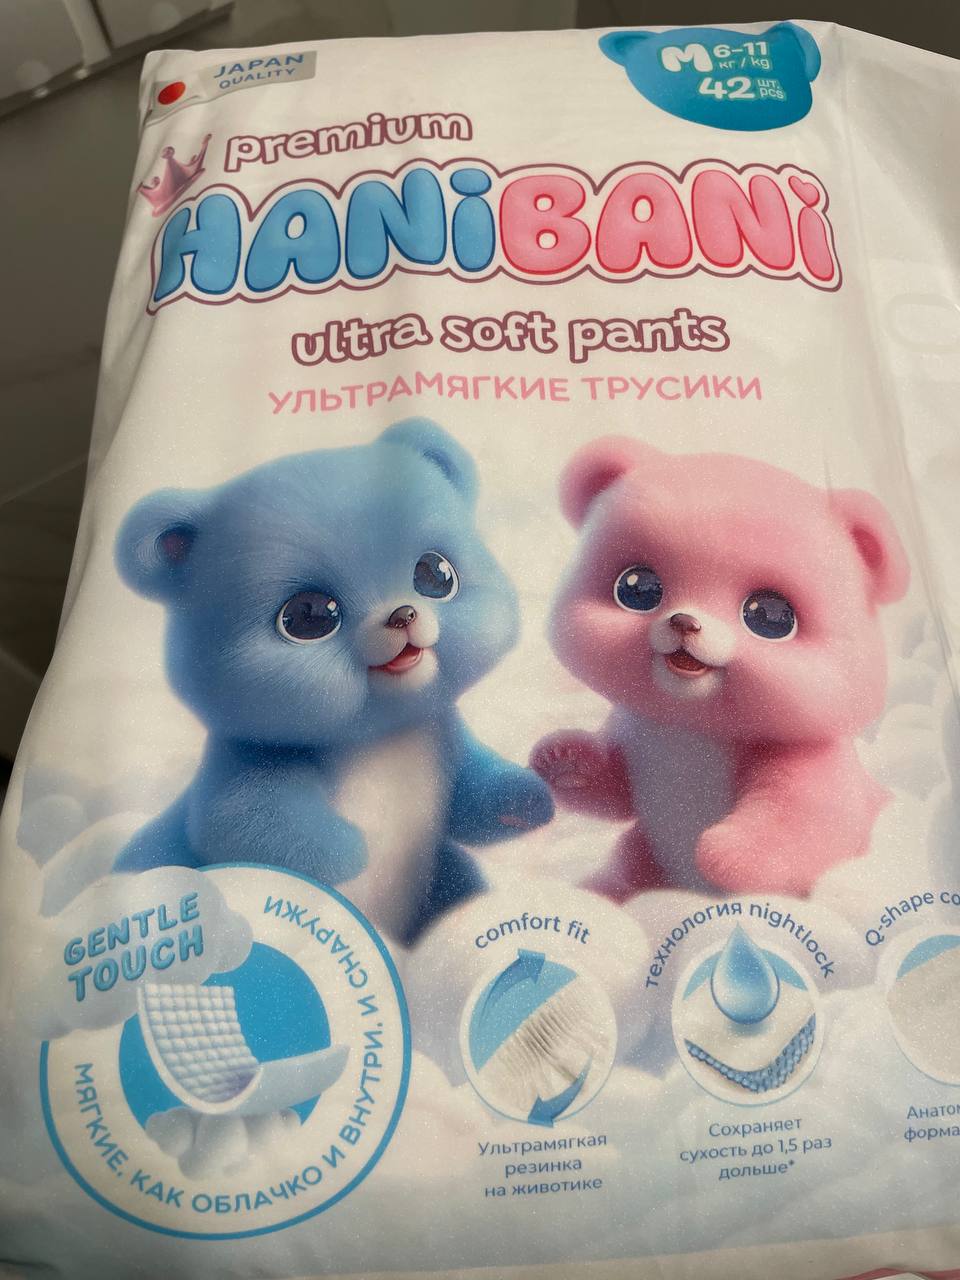 JAPAN
QUALITY
M 6-11
кг / kg
42 шт.
pcs
premium
HANiBANi
ultra soft pants
УЛЬТРАМЯГКИЕ ТРУСИКИ
GENTLE
TOUCH
МЯГКИЕ, КАК ОБЛАЧКО И ВНУТРИ, И СНАРУЖИ
comfort fit
Ультрамягкая
резинка
на животике
технология nightlock
Сохраняет
сухость до 1,5 раз
дольше*
Q-shape